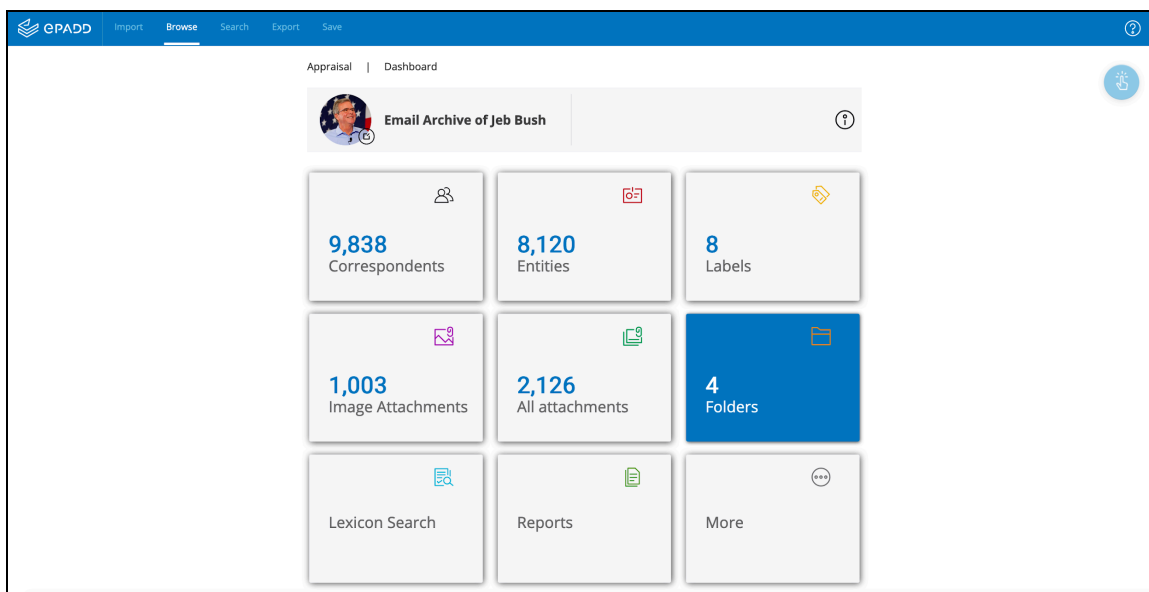 ePADD Import Browse Search Export Save
Appraisal | Dashboard
Email Archive of Jeb Bush
9,838
Correspondents
8,120
Entities
8
Labels
1,003
Image Attachments
2,126
All attachments
4
Folders
Lexicon Search
Reports
More